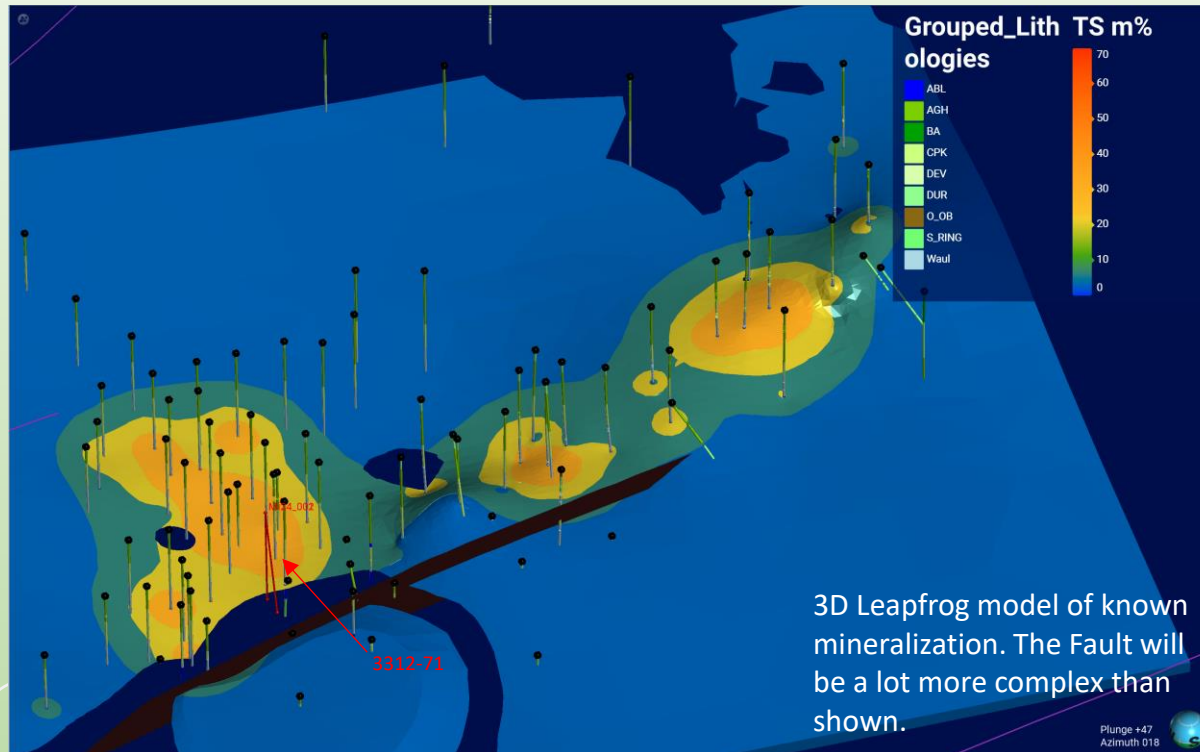 Grouped_Lith
ologies
ABL
AGH
BA
CPK
DEV
DUR
O_OB
S_RING
Waul
TS m%
70
60
50
40
30
20
10
0
3312-71
3D Leapfrog model of known
mineralization. The Fault will
be a lot more complex than
shown.
Plunge +47
Azimuth 018